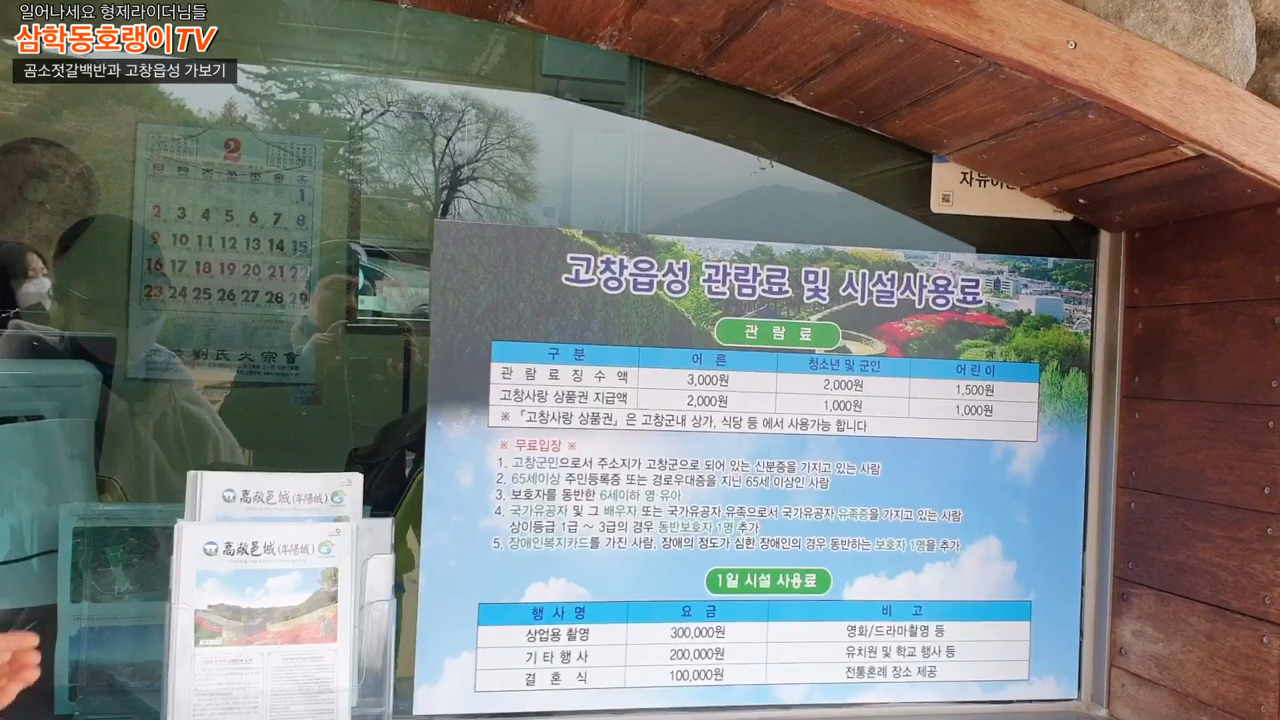 일어나세요 형제라이더님들
삼학동호랭이TV
곰소젓갈백반과 고창읍성 가보기
2
1
2 3 4 5 6 7 8
9 10 11 12 13 14 15
16 17 18 19 20 21 22
23 24 25 26 27 28 29
劉氏大宗會
자유이
고창읍성 관람료 및 시설사용료
관 람 료
구 분 어 른 청소년 및 군인 어린이
관 람 료 징 수 액 3,000원 2,000원 1,500원
고창사랑 상품권 지급액 2,000원 1,000원 1,000원
※ 『고창사랑 상품권』은 고창군내 상가, 식당 등 에서 사용가능 합니다
※ 무료입장 ※
1. 고창군민으로서 주소지가 고창군으로 되어 있는 신분증을 가지고 있는 사람
2. 65세이상 주민등록증 또는 경로우대증을 지닌 65세 이상인 사람
3. 보호자를 동반한 6세이하 영·유아
4. 국가유공자 및 그 배우자 또는 국가유공자 유족으로서 국가유공자 유족증을 가지고 있는 사람
상이등급 1급 ~ 3급의 경우 동반보호자 1명 추가
5. 장애인복지카드를 가진 사람, 장애의 정도가 심한 장애인의 경우 동반하는 보호자 1명을 추가
1일 시설 사용료
행 사 명 요 금 비 고
상업용 촬영 300,000원 영화/드라마촬영 등
기 타 행 사 200,000원 유치원 및 학교 행사 등
결 혼 식 100,000원 전통혼례 장소 제공
高敞邑城(牟陽城)
高敞邑城(牟陽城)